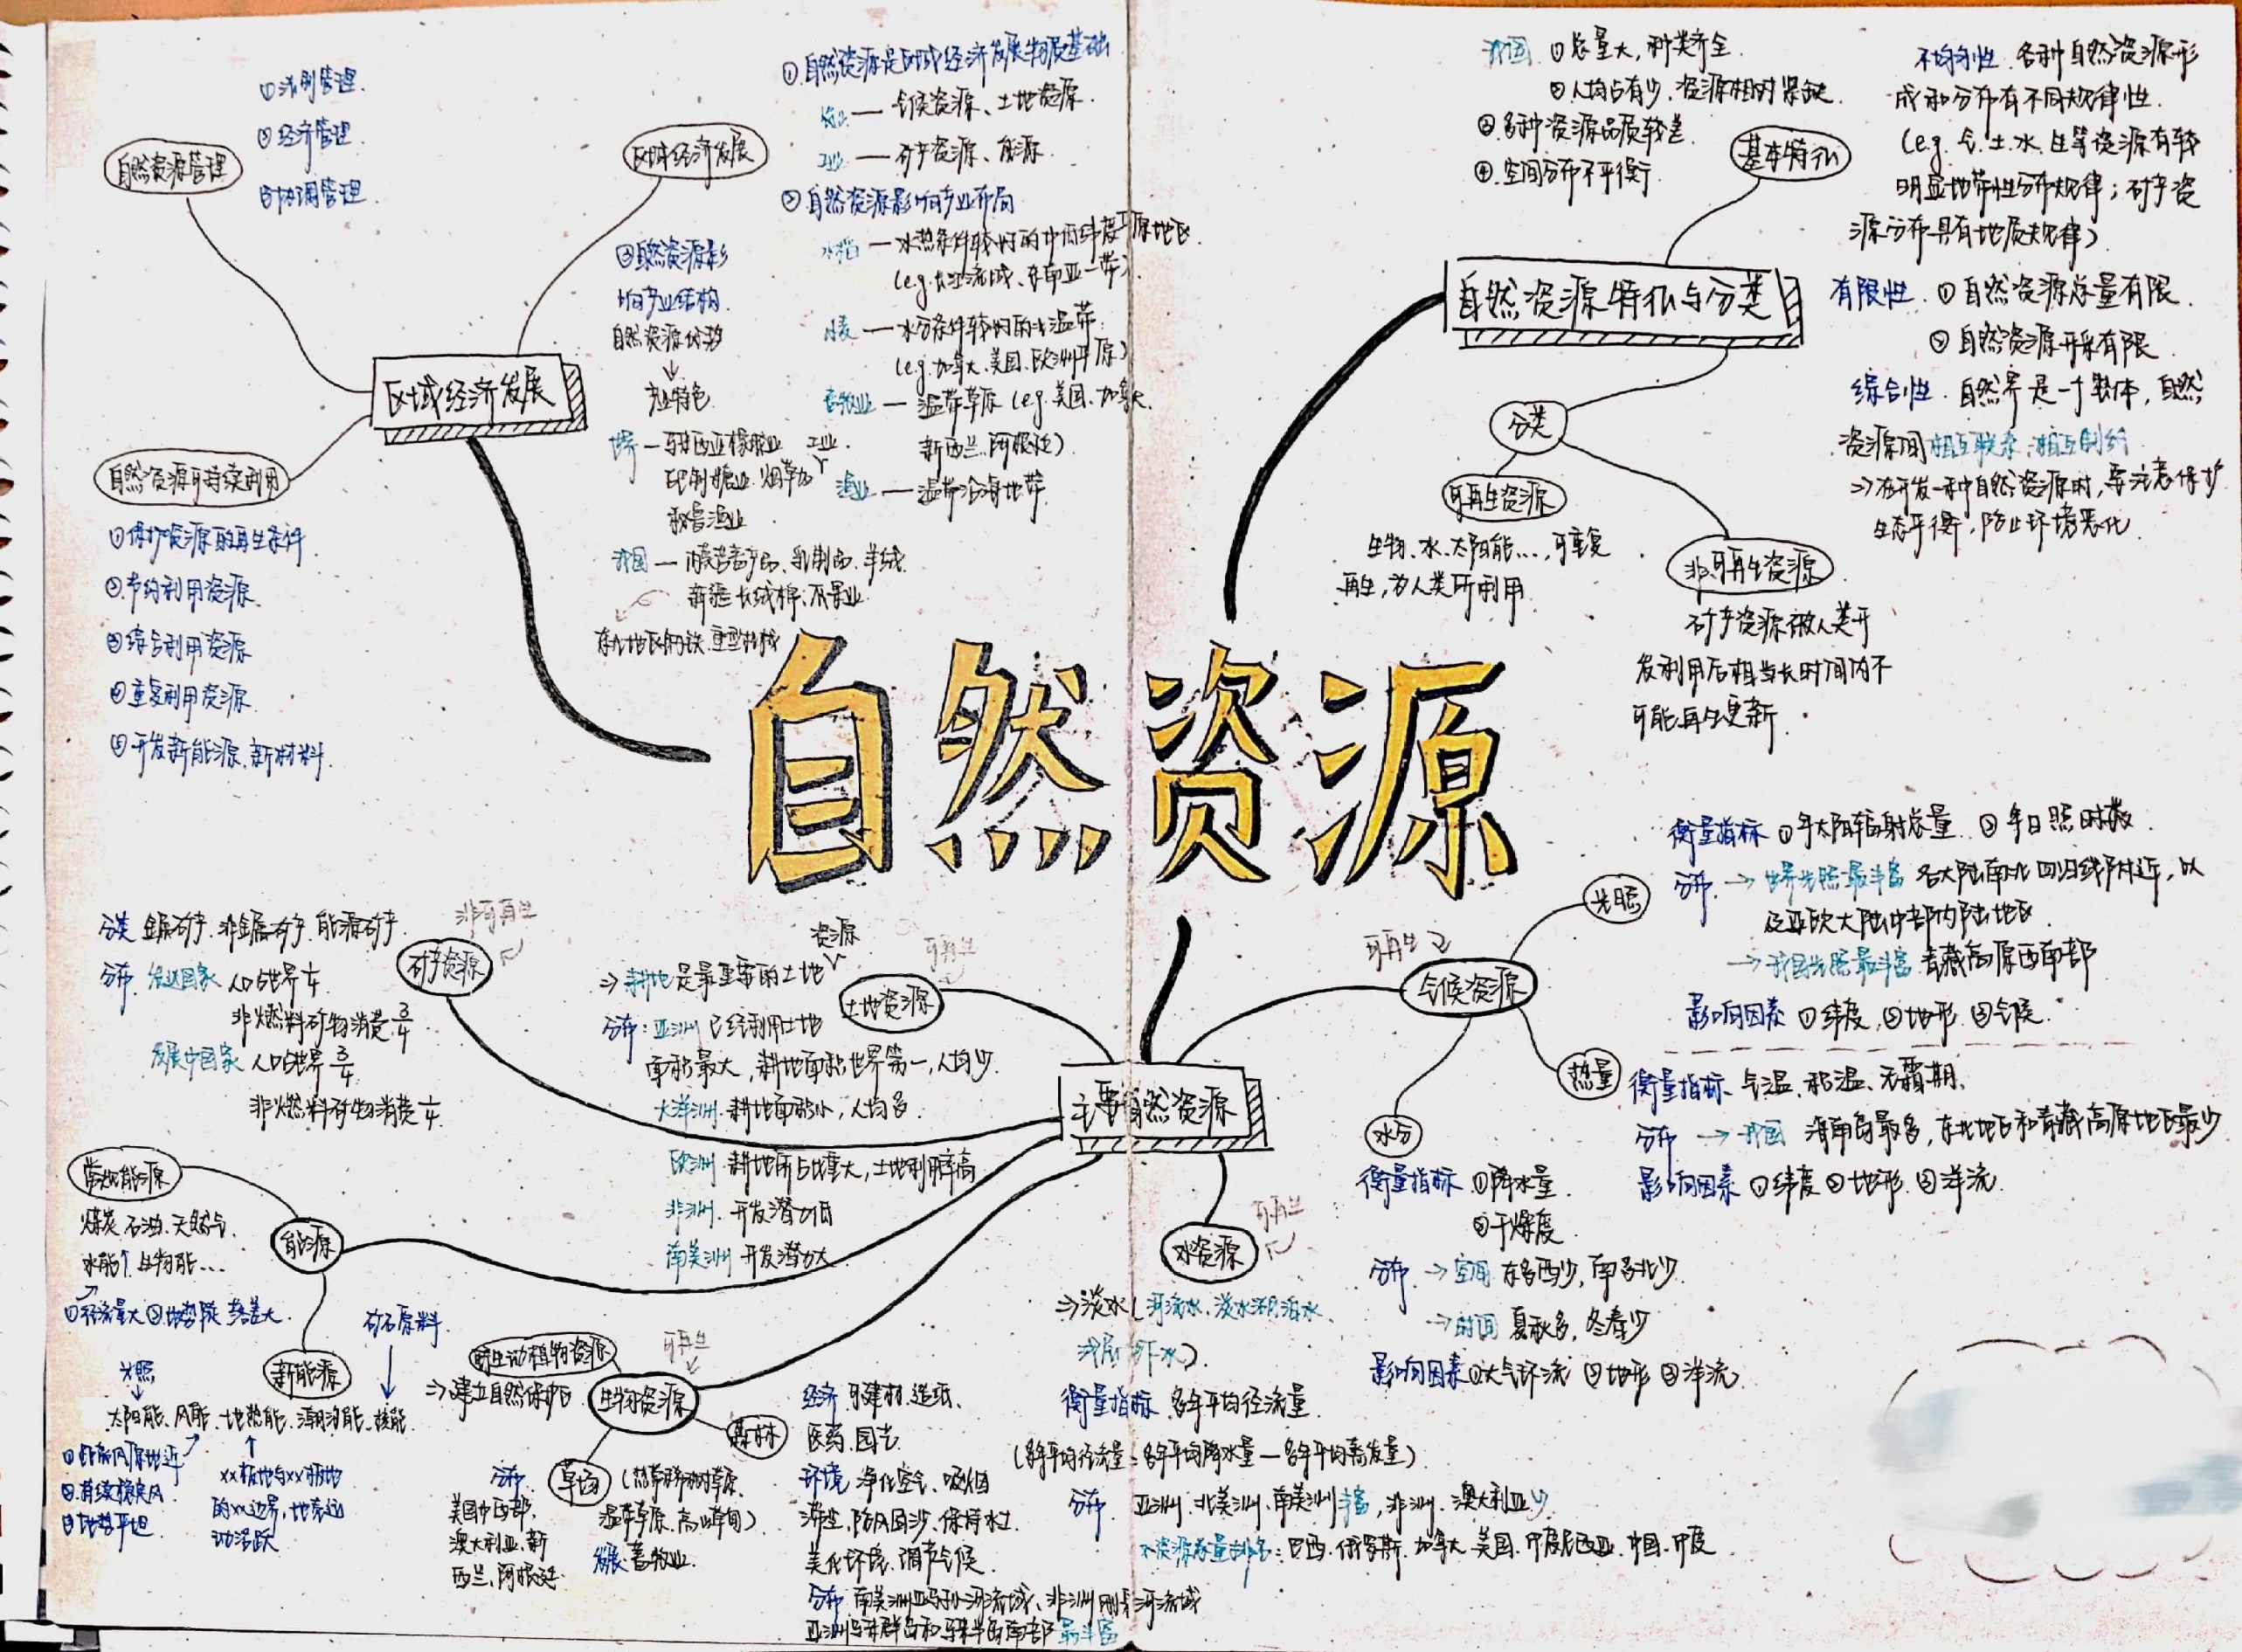 自然资源
自然资源特征与分类
基本特征
我国 ①总量大,种类齐全.
②人均占有少,资源相对紧缺.
③各种资源品质较差
④空间分布不平衡.
不均匀性. 各种自然资源形
成和分布有不同规律性.
(e.g. 气.土.水.生等资源有较
明显地带性分布规律;矿产资
源分布具有地质规律)
有限性. ①自然资源总量有限.
②自然资源开采有限
综合性. 自然界是一个整体,自然
资源间相互联系,相互制约
⇒在开发一种自然资源时,要注意保护
生态平衡,防止环境恶化
分类
可再生资源
生物.水.太阳能...,可重复
再生,为人类所利用.
非可再生资源
矿产资源被人类开
发利用后相当长时间内不
可能再生更新.
区域经济发展
自然资源管理
①法制管理.
②经济管理.
③协调管理.
区域经济发展
①自然资源是区域经济发展物质基础
农业 — 气候资源、土地资源.
工业 — 矿产资源、能源.
②自然资源影响产业布局
水稻 — 水热条件较好的中低纬度平原地区.
(e.g.长江流域、东南亚一带)
小麦 — 水分条件较好的北温带.
(e.g.加拿大.美国.欧洲平原)
畜牧业 — 温带草原 (e.g.美国.加拿大.
新西兰.阿根廷)
渔业 — 温带沿海地带.
③自然资源影
响产业结构.
自然资源优势
↓
产业特色.
世界 — 马来西亚橡胶业
古巴制糖业.烟草加工业.
秘鲁渔业
我国 — 内蒙古畜产品.乳制品.羊绒.
新疆长绒棉、瓜果业.
东北地区钢铁.重型机械
自然资源可持续利用
①保护资源的再生条件
②节约利用资源
③综合利用资源
④重复利用资源
⑤开发新能源、新材料.
主要自然资源
矿产资源
非可再生
分类 金属矿产.非金属矿产.能源矿产.
分布. 发达国家 人口占世界¼.
非燃料矿物消费¾
发展中国家 人口占世界¾
非燃料矿物消费¼.
土地资源
可再生
⇒耕地是最重要的土地资源
分布:亚洲 已经利用土地
面积最大,耕地面积世界第一,人均少.
大洋洲.耕地面积小,人均多.
欧洲.耕地所占比重大,土地利用率高
非洲.开发潜力大
南美洲 开发潜力大
气候资源
可再生
光照
衡量指标 ①年太阳辐射总量. ②年日照时数.
分布. → 世界光照最丰富 各大陆南北回归线附近,以
及亚欧大陆中部内陆地区.
→ 我国光照最丰富 青藏高原西南部
影响因素 ①纬度.②地形.③气候.
热量
衡量指标 气温.积温.无霜期.
分布 → 我国 海南岛最多,东北地区和青藏高原地区最少
影响因素 ①纬度 ②地形.③洋流.
水分
衡量指标 ①降水量.
②干燥度
分布. → 空间 东多西少,南多北少.
→ 时间 夏秋多,冬春少
影响因素①大气环流 ②地形 ③洋流.
水资源
可再生
⇒淡水(河流水.淡水湖泊水.
浅层地下水).
衡量指标 多年平均径流量.
(多年平均径流量=多年平均降水量—多年平均蒸发量)
分布. 亚洲.北美洲.南美洲丰富,非洲.澳大利亚少.
水资源总量排名:巴西.俄罗斯.加拿大.美国.印度尼西亚.中国.印度
能源
常规能源
煤炭.石油.天然气.
水能.生物能...
①径流量大②地势陡 落差大.
新能源
矿石原料
光照
太阳能.风能.地热能.潮汐能.核能
①距离风源地近
②持续稳定风.
③地势平坦.
xx板块与xx板块
的xx边界,地壳运
动活跃
生物资源
可再生
野生动植物资源
⇒建立自然保护区
森林
经济 可建材.造纸.
医药.园艺
环境 净化空气、吸烟
滞尘,防风固沙、保持水土.
美化环境.调节气候.
分布 南美洲亚马孙河流域、非洲刚果河流域
亚洲马来群岛和马来半岛南部最丰富
草场
(热带稀树草原.
温带草原.高山草甸)
发展:畜牧业.
分布
美国中西部,
澳大利亚.新
西兰.阿根廷.